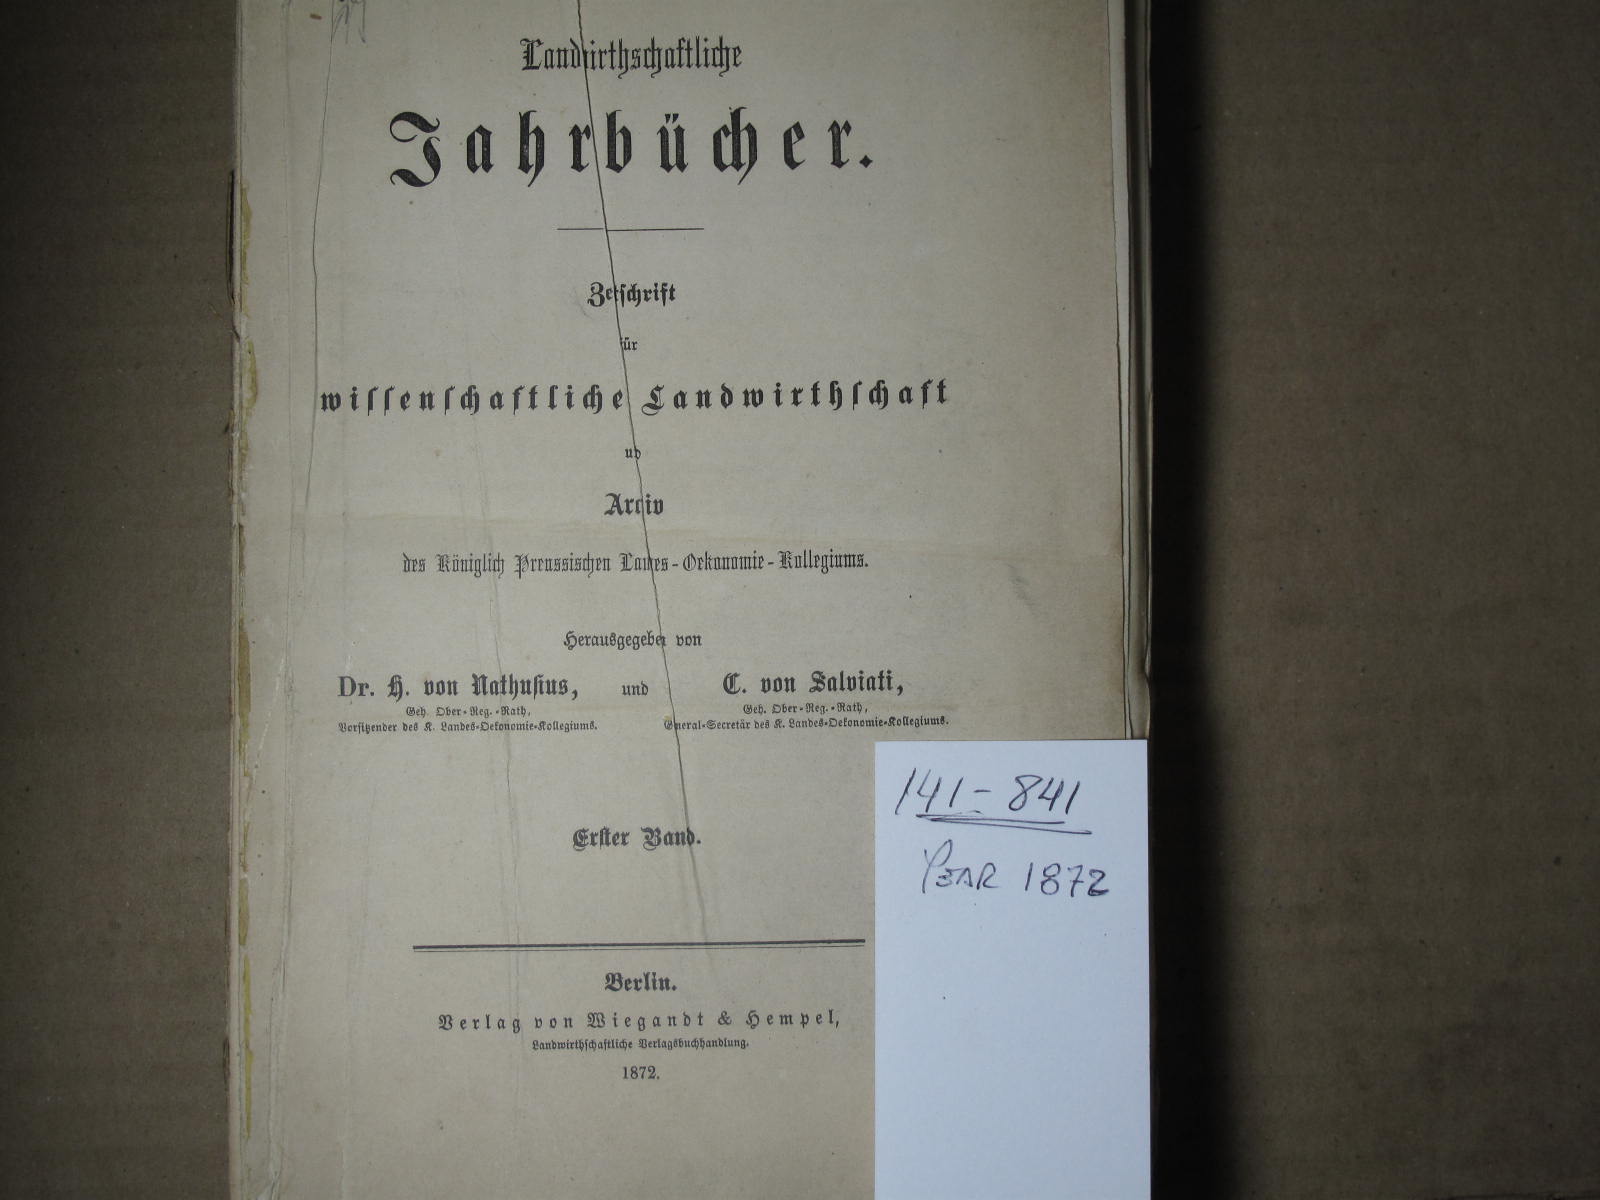 Landwirthschaftliche
Jahrbücher.
Zeitschrift
für
wiſſenſchaftliche Landwirthſchaft
und
Archiv
des Königlich Preussischen Landes-Oekonomie-Kollegiums.
Herausgegeben von
Dr. H. von Nathuſius, und C. von Salviati,
Geh. Ober-Reg.-Rath, Geh. Ober-Reg.-Rath,
Vorſitzender des K. Landes-Oekonomie-Kollegiums. General-Secretär des K. Landes-Oekonomie-Kollegiums.
Erſter Band.
Berlin.
Verlag von Wiegandt & Hempel,
Landwirthſchaftliche Verlagsbuchhandlung.
1872.
141-841
YEAR 1872